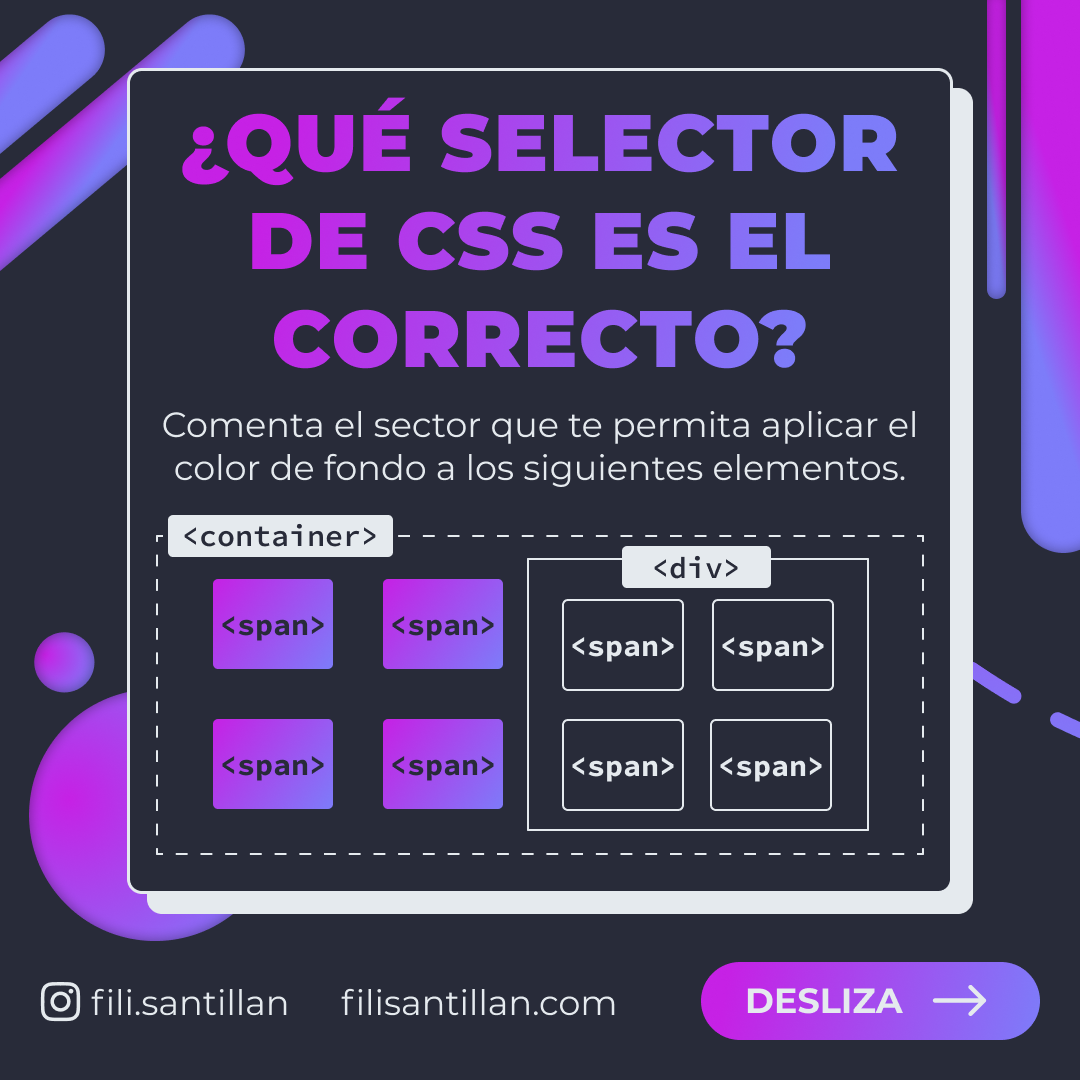 ¿QUÉ SELECTOR
DE CSS ES EL
CORRECTO?
Comenta el sector que te permita aplicar el
color de fondo a los siguientes elementos.
<container>
<div>
<span> <span> <span> <span>
<span> <span> <span> <span>
fili.santillan filisantillan.com DESLIZA